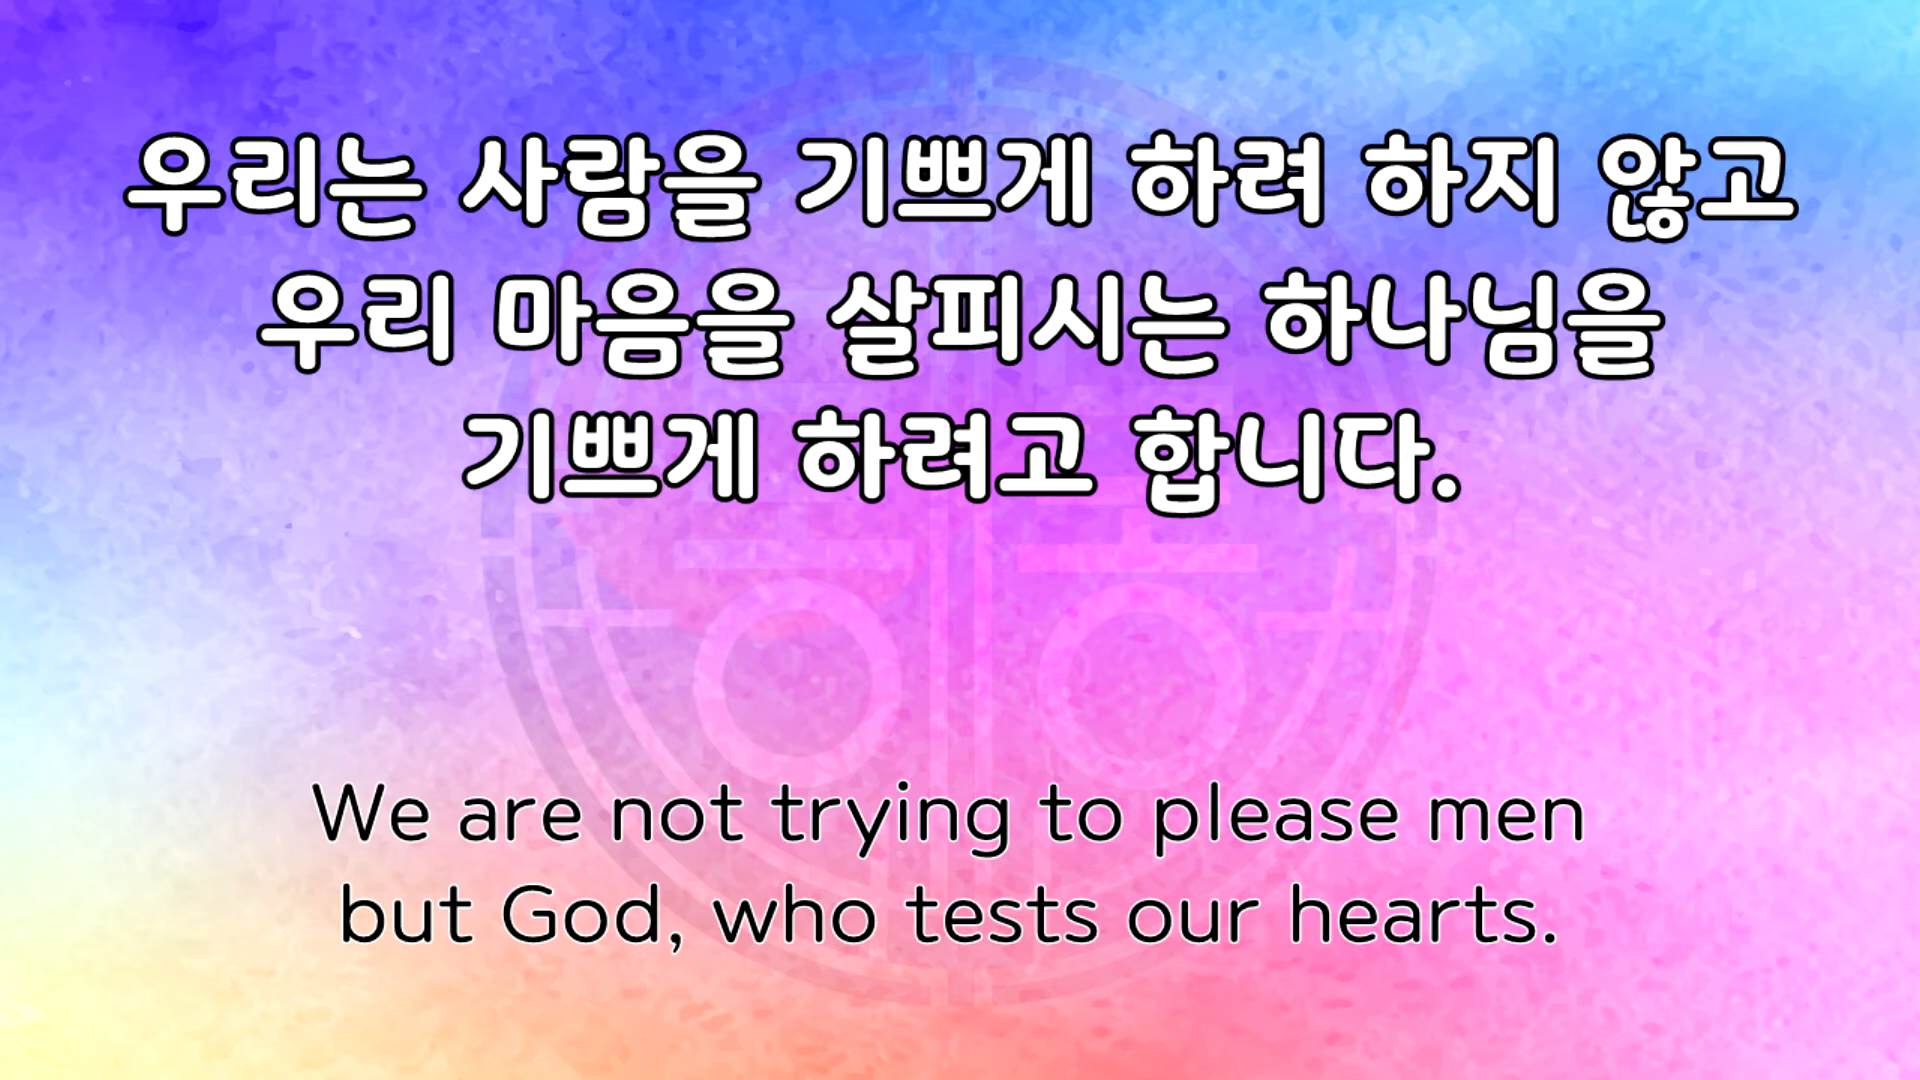 우리는 사람을 기쁘게 하려 하지 않고
우리 마음을 살피시는 하나님을
기쁘게 하려고 합니다.
We are not trying to please men
but God, who tests our hearts.